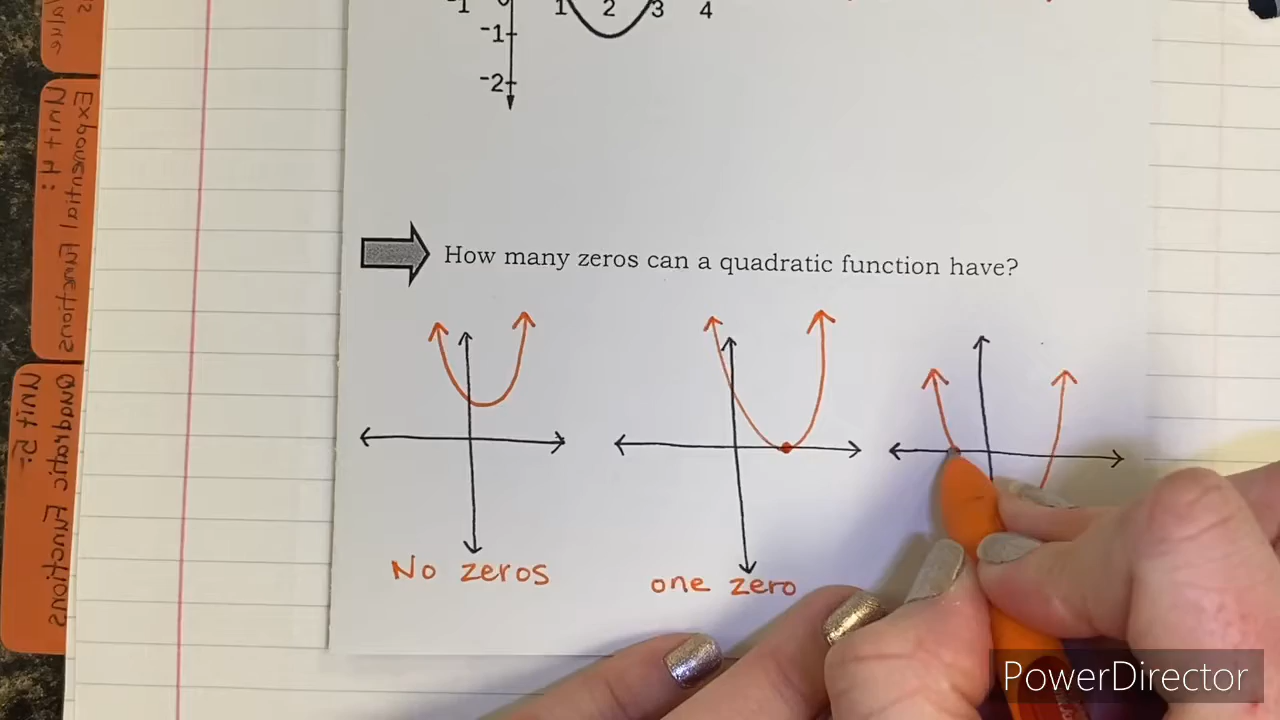 -1 0 1 2 3 4
-1
-2
Exponential Functions
Unit 4:
Quadratic Functions
Unit 5:
How many zeros can a quadratic function have?
No zeros
one zero
PowerDirector